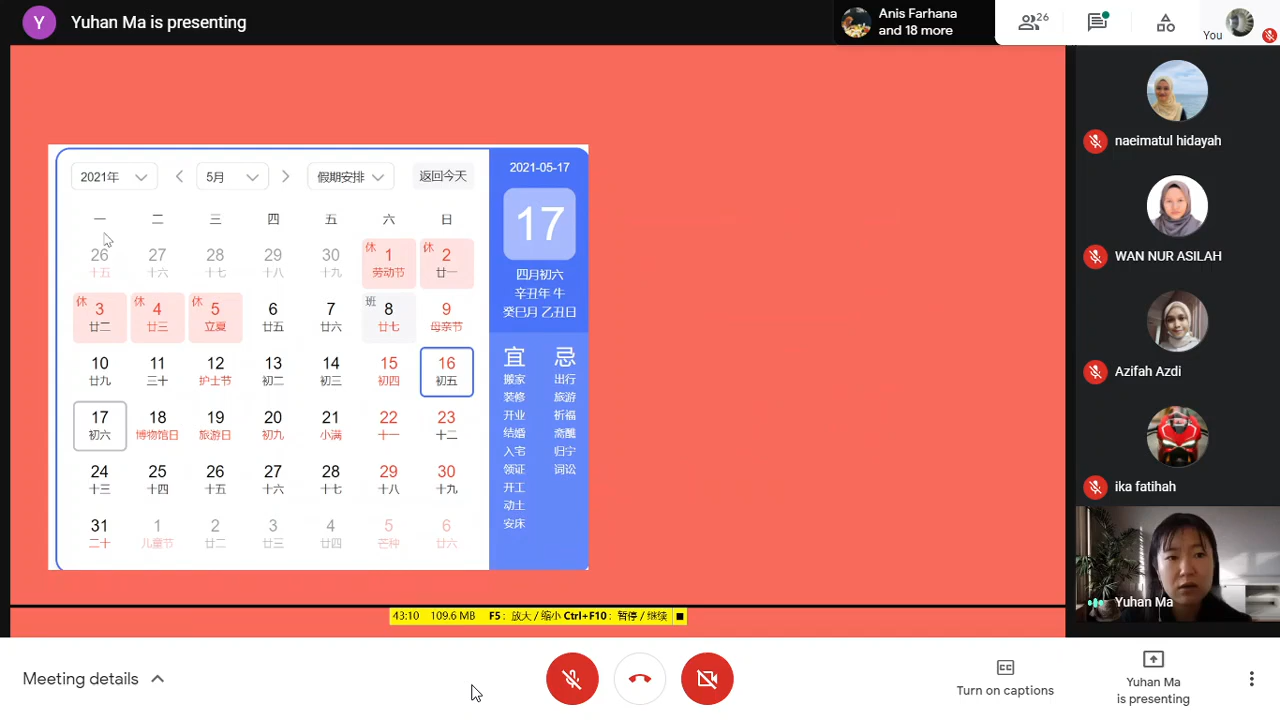 Y
Yuhan Ma is presenting
Anis Farhana
and 18 more
26
You
naeimatul hidayah
WAN NUR ASILAH
Azifah Azdi
ika fatihah
Yuhan Ma
2021年 5月 假期安排 返回今天
一 二 三 四 五 六 日
26 27 28 29 30 休 1 休 2
十五 十六 十七 十八 十九 劳动节 廿一
休 3 休 4 休 5 6 7 班 8 9
廿二 廿三 立夏 廿五 廿六 廿七 母亲节
10 11 12 13 14 15 16
廿九 三十 护士节 初二 初三 初四 初五
17 18 19 20 21 22 23
初六 博物馆日 旅游日 初九 小满 十一 十二
24 25 26 27 28 29 30
十三 十四 十五 十六 十七 十八 十九
31 1 2 3 4 5 6
二十 儿童节 廿二 廿三 廿四 芒种 廿六
2021-05-17
17
四月初六
辛丑年 牛
癸巳月 乙丑日
宜 忌
搬家 出行
装修 旅游
开业 祈福
结婚 斋醮
入宅 归宁
领证 词讼
开工
动土
安床
43:10 109.6 MB F5：放大 / 缩小 Ctrl+F10：暂停 / 继续
Meeting details
CC
Turn on captions
Yuhan Ma
is presenting